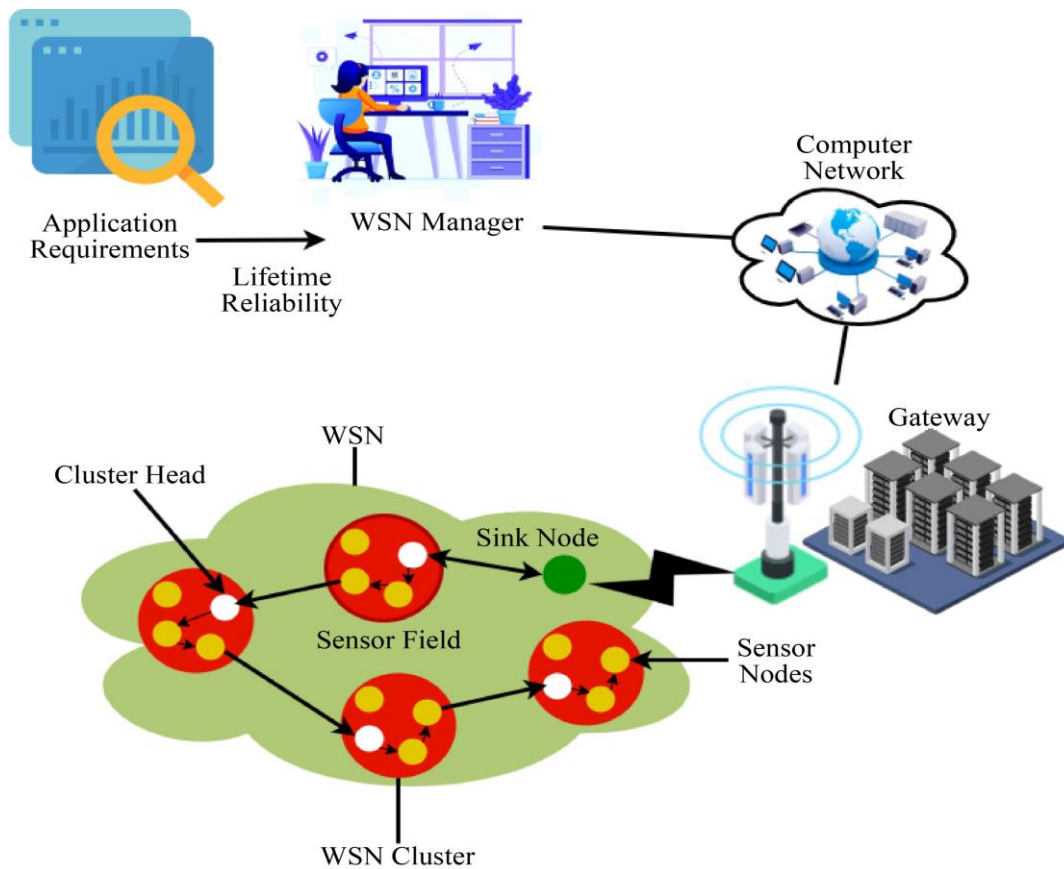 Application
Requirements
Lifetime
Reliability
WSN Manager
Computer
Network
Gateway
WSN
Cluster Head
Sink Node
Sensor Field
Sensor
Nodes
WSN Cluster